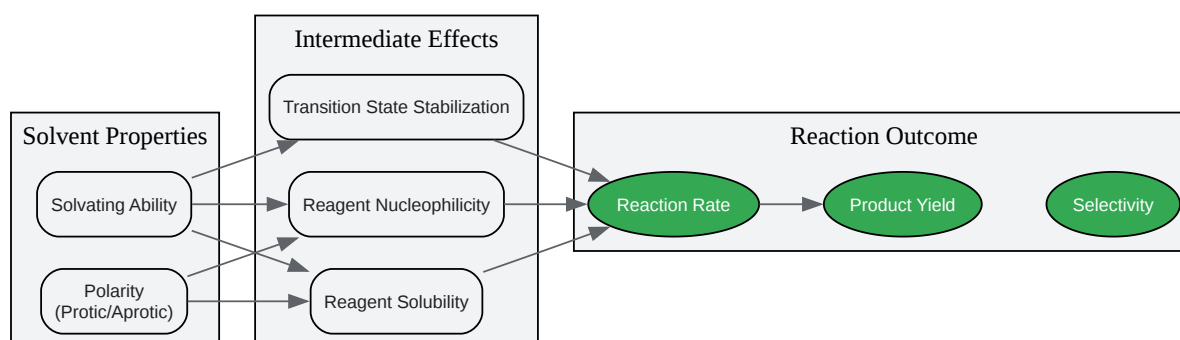 Solvent Properties
Solvating Ability
Polarity
(Protic/Aprotic)
Intermediate Effects
Transition State Stabilization
Reagent Nucleophilicity
Reagent Solubility
Reaction Outcome
Reaction Rate
Product Yield
Selectivity